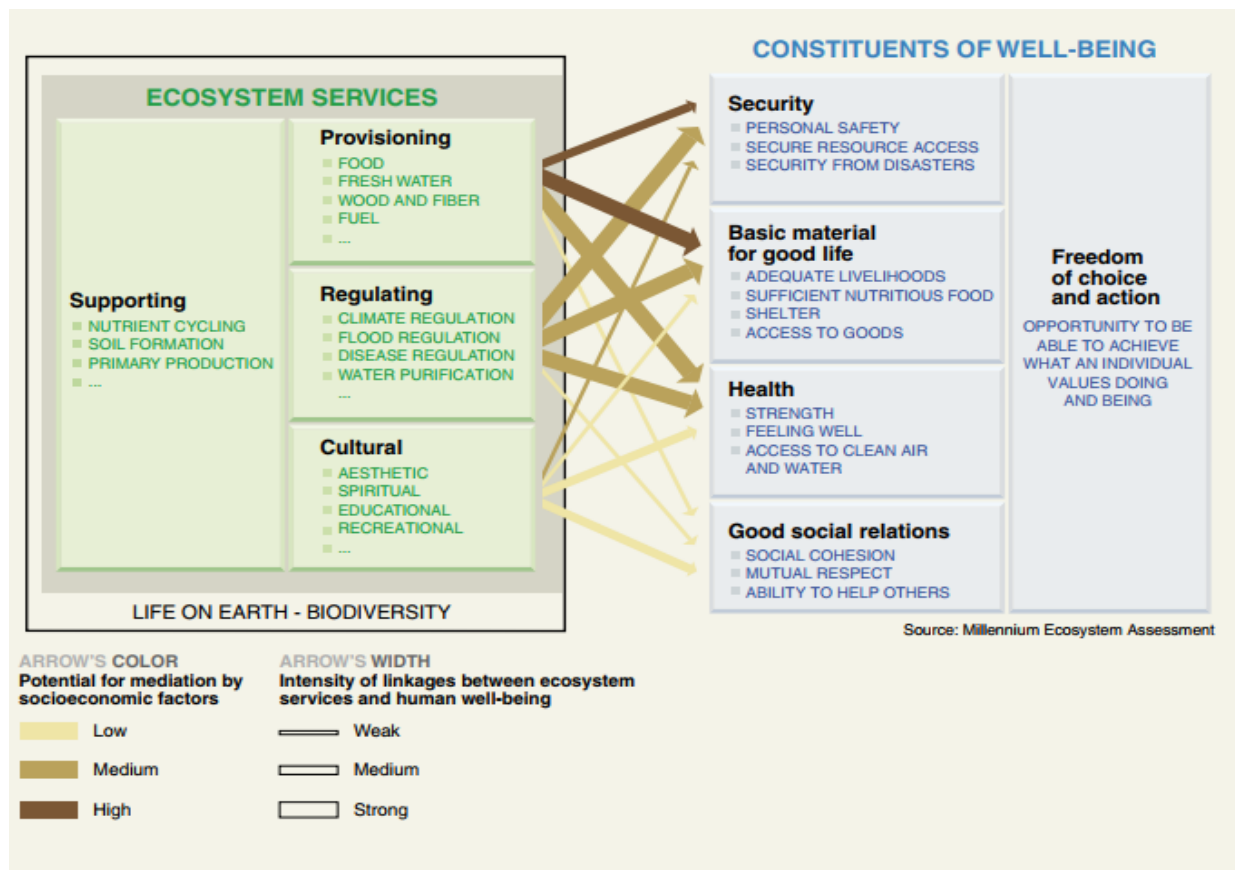 CONSTITUENTS OF WELL-BEING
ECOSYSTEM SERVICES
Supporting
NUTRIENT CYCLING
SOIL FORMATION
PRIMARY PRODUCTION
...
Provisioning
FOOD
FRESH WATER
WOOD AND FIBER
FUEL
...
Regulating
CLIMATE REGULATION
FLOOD REGULATION
DISEASE REGULATION
WATER PURIFICATION
...
Cultural
AESTHETIC
SPIRITUAL
EDUCATIONAL
RECREATIONAL
...
LIFE ON EARTH - BIODIVERSITY
Security
PERSONAL SAFETY
SECURE RESOURCE ACCESS
SECURITY FROM DISASTERS
Basic material
for good life
ADEQUATE LIVELIHOODS
SUFFICIENT NUTRITIOUS FOOD
SHELTER
ACCESS TO GOODS
Health
STRENGTH
FEELING WELL
ACCESS TO CLEAN AIR
AND WATER
Good social relations
SOCIAL COHESION
MUTUAL RESPECT
ABILITY TO HELP OTHERS
Freedom
of choice
and action
OPPORTUNITY TO BE
ABLE TO ACHIEVE
WHAT AN INDIVIDUAL
VALUES DOING
AND BEING
Source: Millennium Ecosystem Assessment
ARROW'S COLOR
Potential for mediation by
socioeconomic factors
Low
Medium
High
ARROW'S WIDTH
Intensity of linkages between ecosystem
services and human well-being
Weak
Medium
Strong